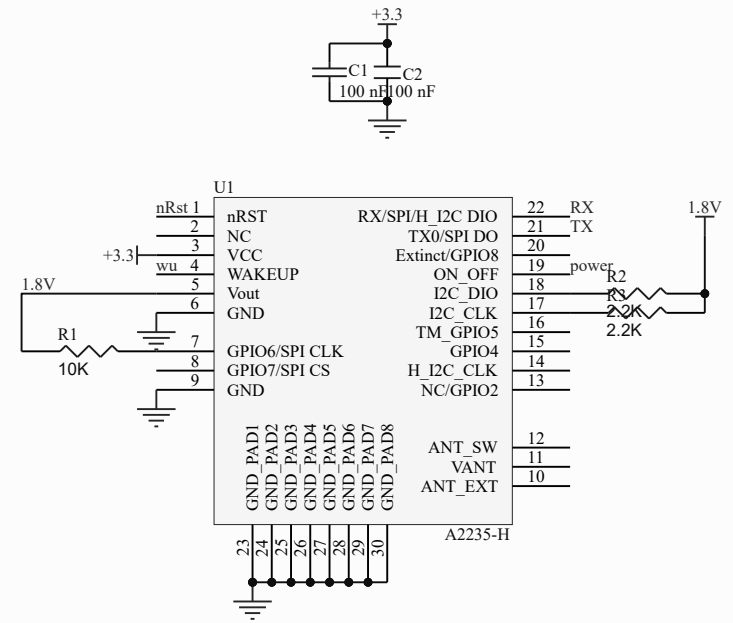 +3.3
C1
C2
100 nF
100 nF
U1
nRst 1 nRST
2 NC
+3.3 3 VCC
wu 4 WAKEUP
1.8V 5 Vout
6 GND
R1
10K
7 GPIO6/SPI CLK
8 GPIO7/SPI CS
9 GND
RX/SPI/H_I2C DIO 22 RX
TX0/SPI DO 21 TX
Extinct/GPIO8 20
ON_OFF 19 power
I2C_DIO 18
I2C_CLK 17
TM_GPIO5 16
GPIO4 15
H_I2C_CLK 14
NC/GPIO2 13
1.8V
R2
R3
2.2K
2.2K
ANT_SW 12
VANT 11
ANT_EXT 10
GND_PAD1 23
GND_PAD2 24
GND_PAD3 25
GND_PAD4 26
GND_PAD5 27
GND_PAD6 28
GND_PAD7 29
GND_PAD8 30
A2235-H